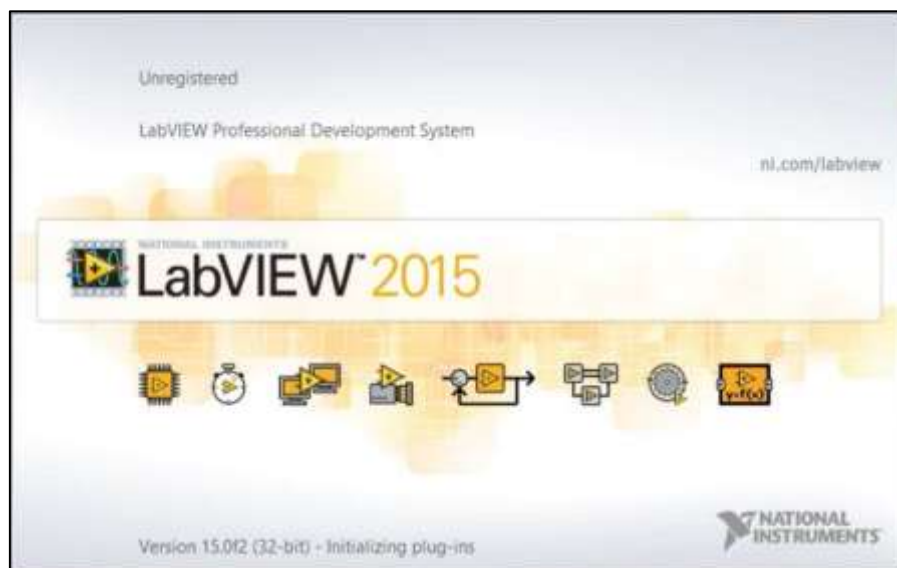 Unregistered
LabVIEW Professional Development System
ni.com/labview
NATIONAL INSTRUMENTS
LabVIEW™ 2015
y=f(x)
Version 15.0f2 (32-bit) - Initializing plug-ins
NATIONAL
INSTRUMENTS